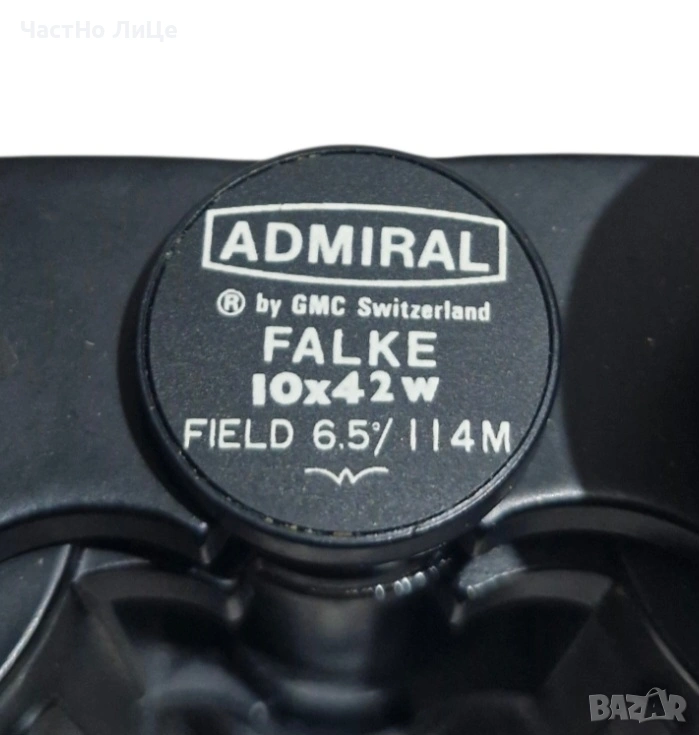 ЧастНо ЛиЦе
ADMIRAL
® by GMC Switzerland
FALKE
10x42w
FIELD 6.5°/114M
BAZAR